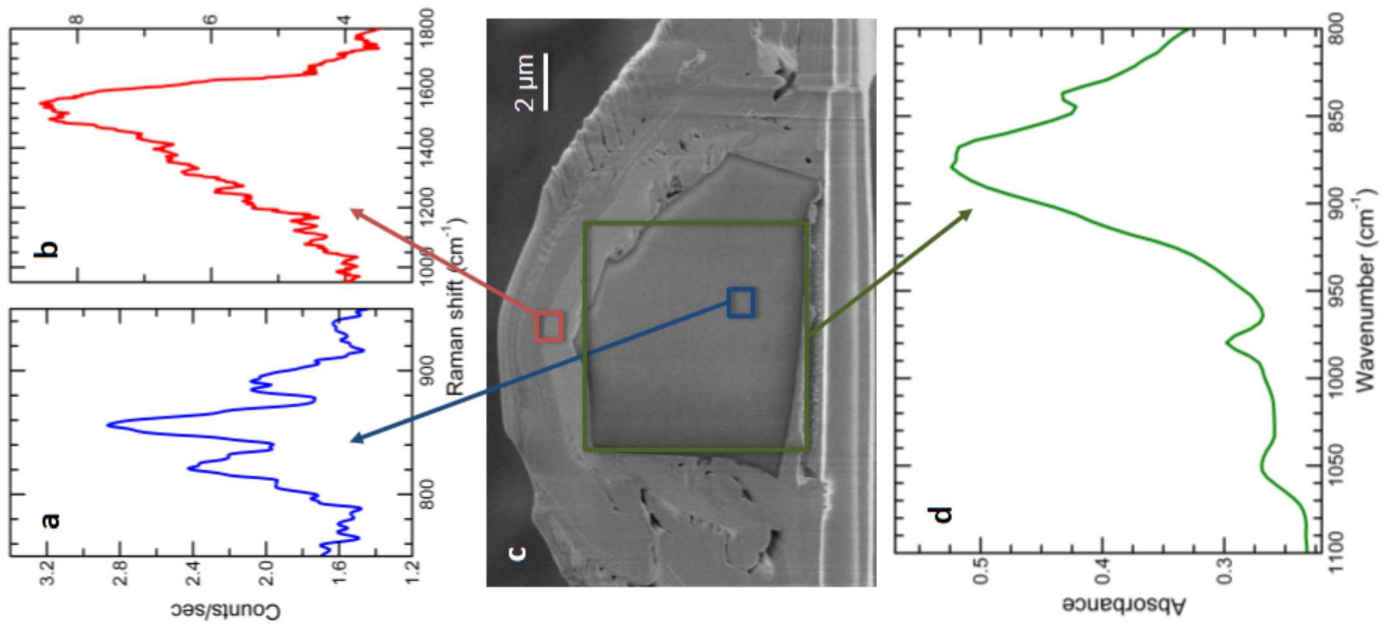 a
3.2
2.8
2.4
2.0
1.6
1.2
Counts/sec
800
900
Raman shift (cm⁻¹)
b
8
6
4
1000
1200
1400
1600
1800
c
2 µm
d
0.5
0.4
0.3
Absorbance
1100
1050
1000
950
900
850
800
Wavenumber (cm⁻¹)